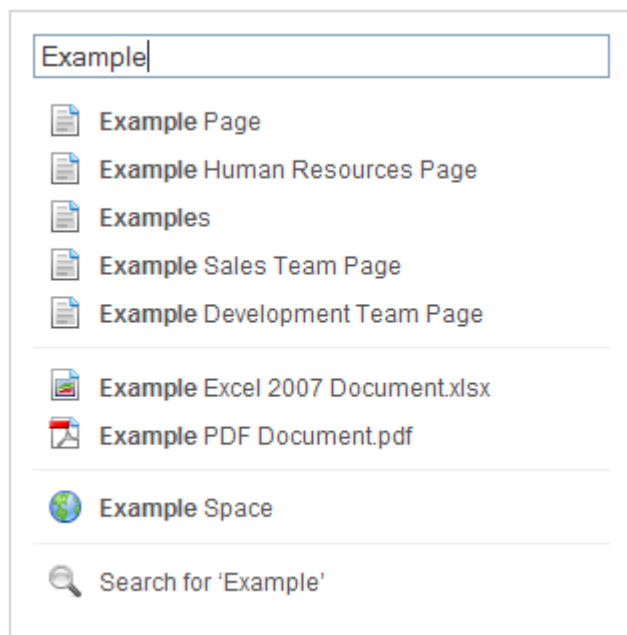 Example
Example Page
Example Human Resources Page
Examples
Example Sales Team Page
Example Development Team Page
Example Excel 2007 Document.xlsx
Example PDF Document.pdf
Example Space
Search for ‘Example’